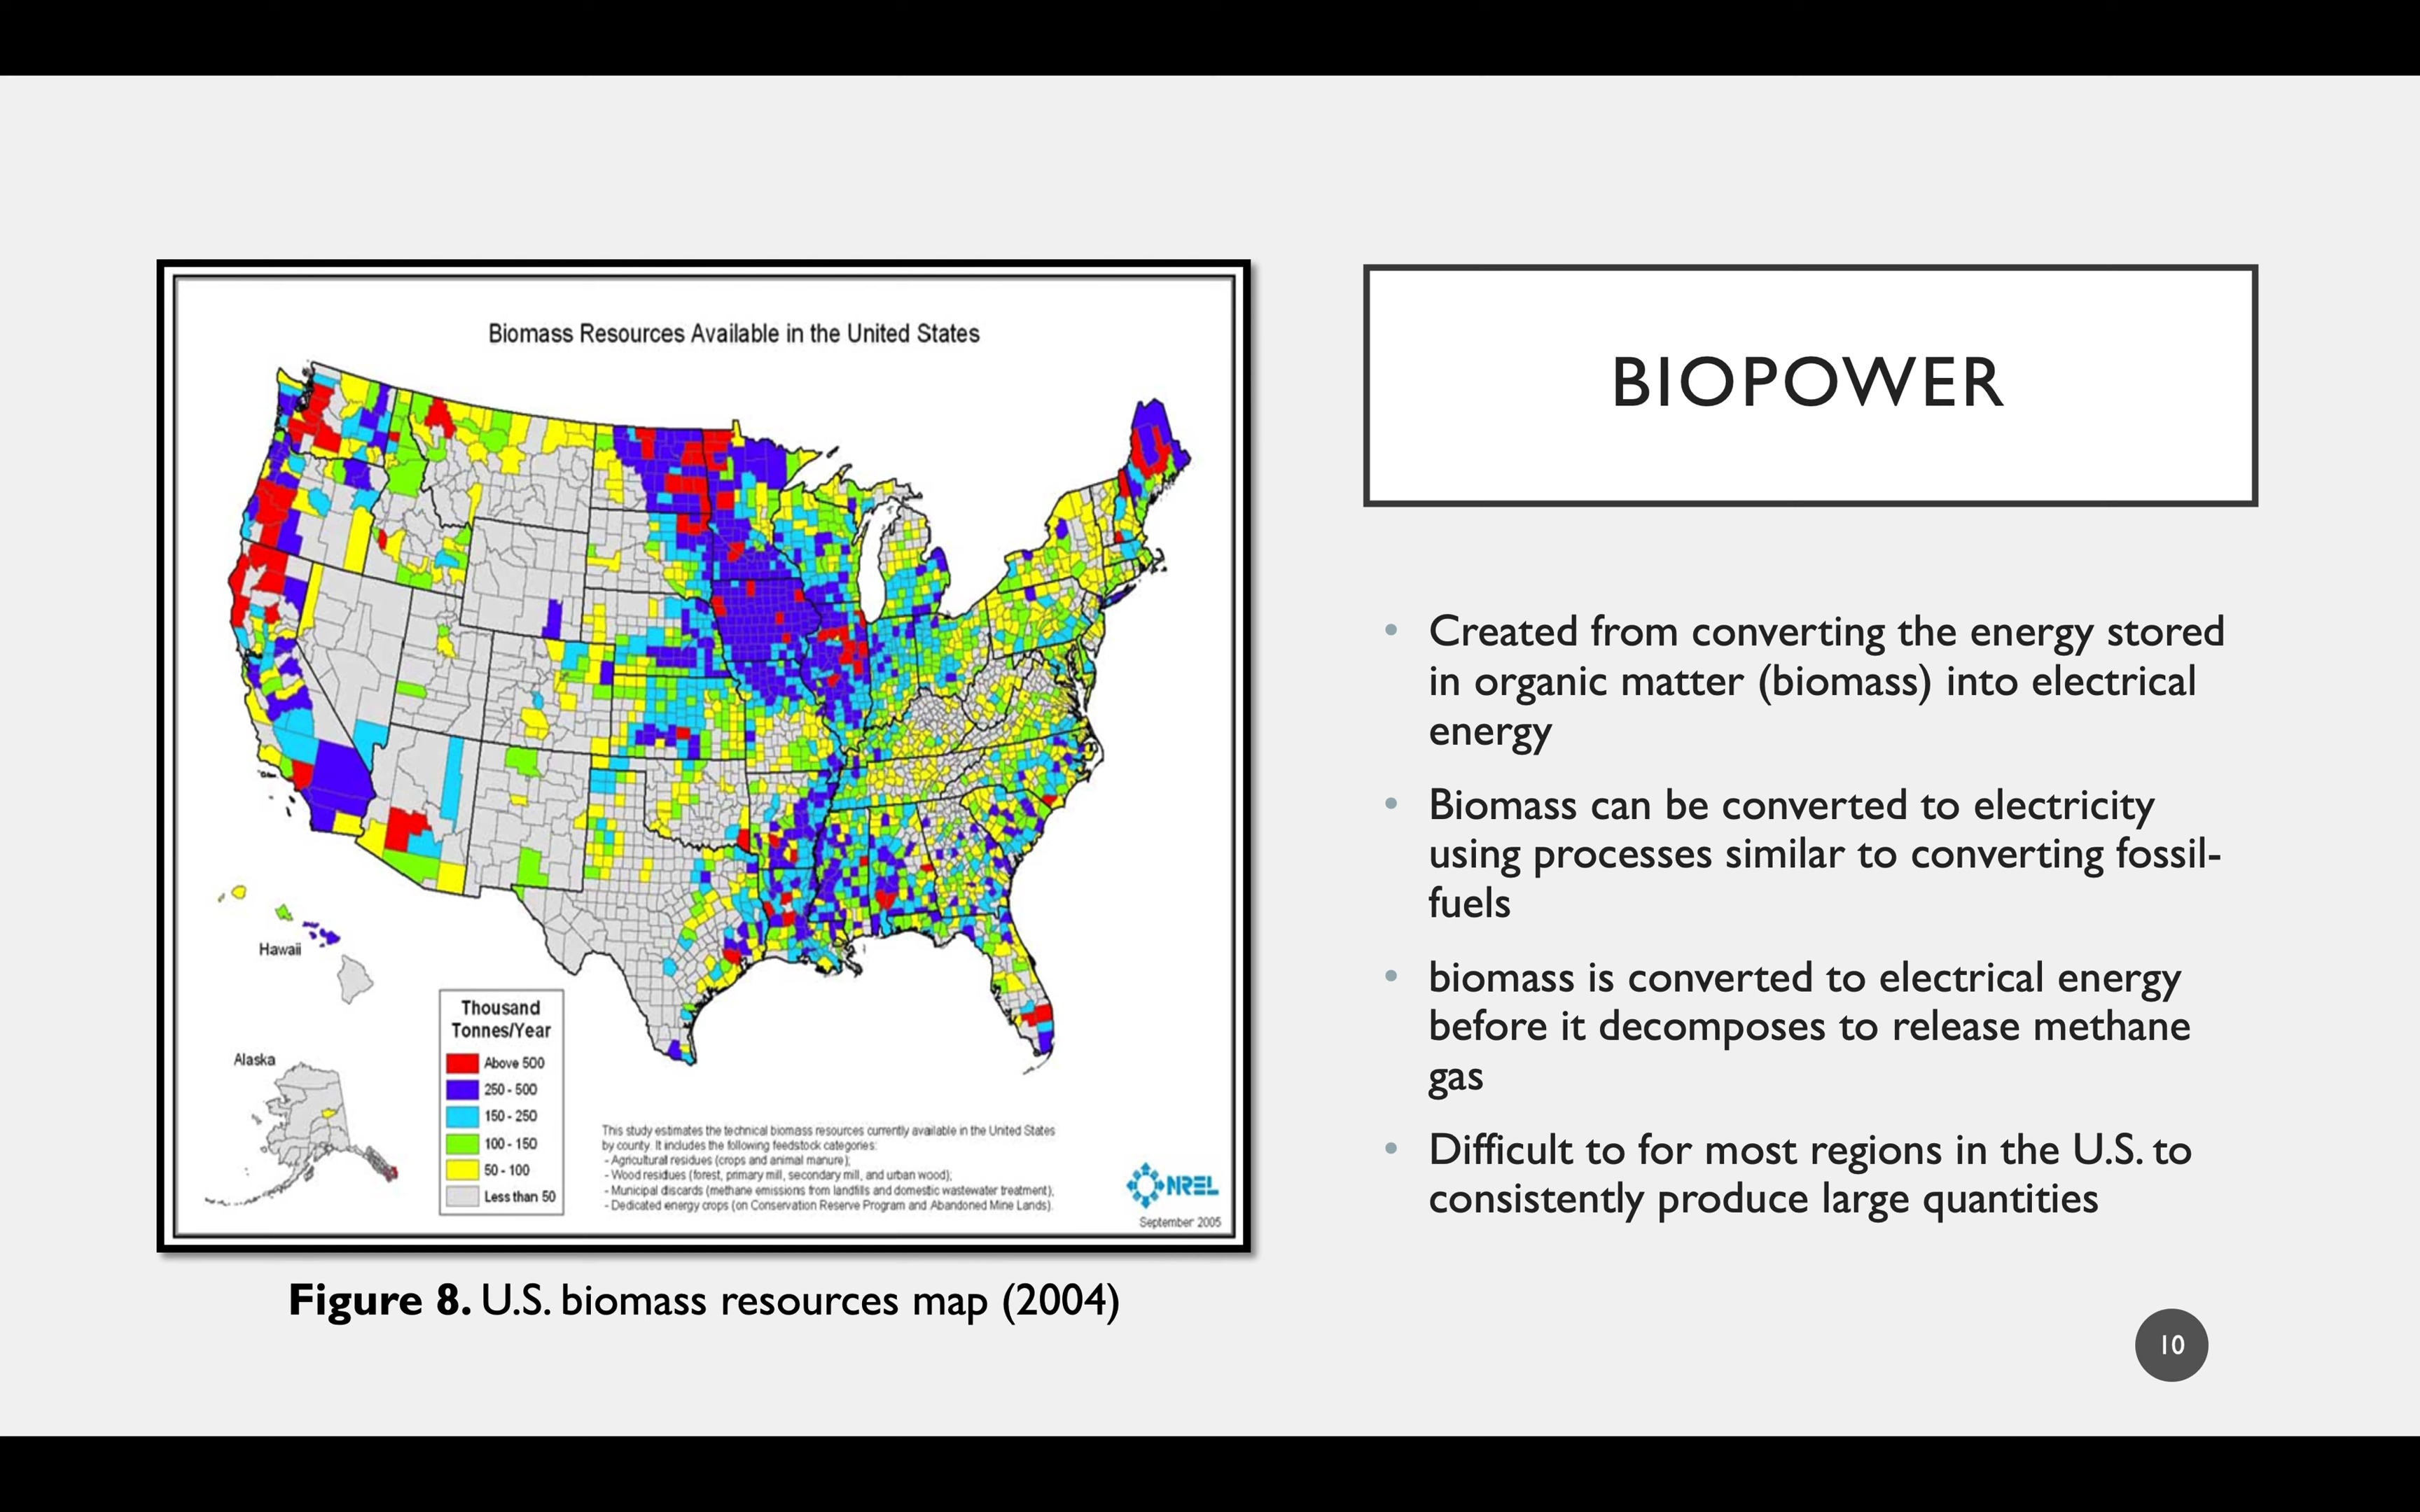 Biomass Resources Available in the United States
Hawaii
Alaska
Thousand
Tonnes/Year
Above 500
250 - 500
150 - 250
100 - 150
50 - 100
Less than 50
This study estimates the technical biomass resources currently available in the United States
by county. It includes the following feedstock categories:
- Agricultural residues (crops and animal manure);
- Wood residues (forest, primary mill, secondary mill, and urban wood);
- Municipal discards (methane emissions from landfills and domestic wastewater treatment);
- Dedicated energy crops (on Conservation Reserve Program and Abandoned Mine Lands).
NREL
September 2005
Figure 8. U.S. biomass resources map (2004)
BIOPOWER
• Created from converting the energy stored
in organic matter (biomass) into electrical
energy
• Biomass can be converted to electricity
using processes similar to converting fossil-
fuels
• biomass is converted to electrical energy
before it decomposes to release methane
gas
• Difficult to for most regions in the U.S. to
consistently produce large quantities
10